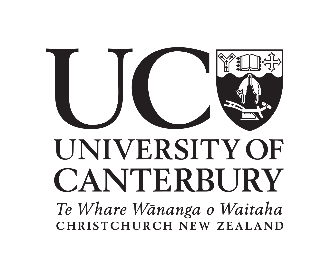 UC
UNIVERSITY OF
CANTERBURY
Te Whare Wānanga o Waitaha
CHRISTCHURCH NEW ZEALAND